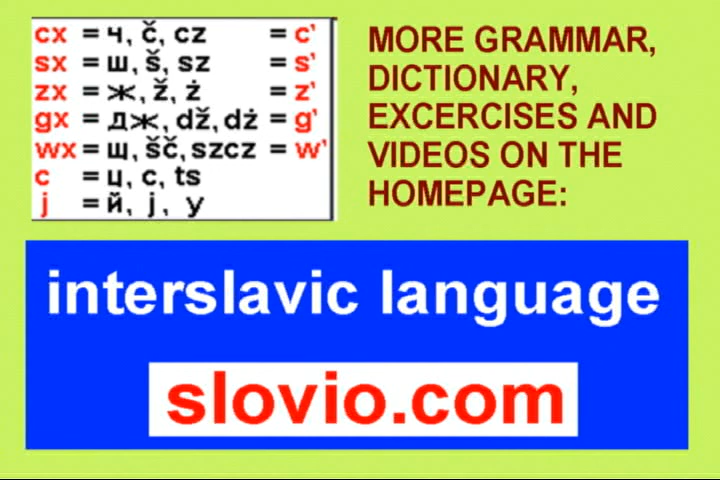 cx = ч, č, cz = c'
sx = ш, š, sz = s'
zx = ж, ž, ż = z'
gx = дж, dž, dż = g'
wx = щ, šč, szcz = w'
c = ц, c, ts
j = й, j, y
MORE GRAMMAR,
DICTIONARY,
EXCERCISES AND
VIDEOS ON THE
HOMEPAGE:
interslavic language
slovio.com